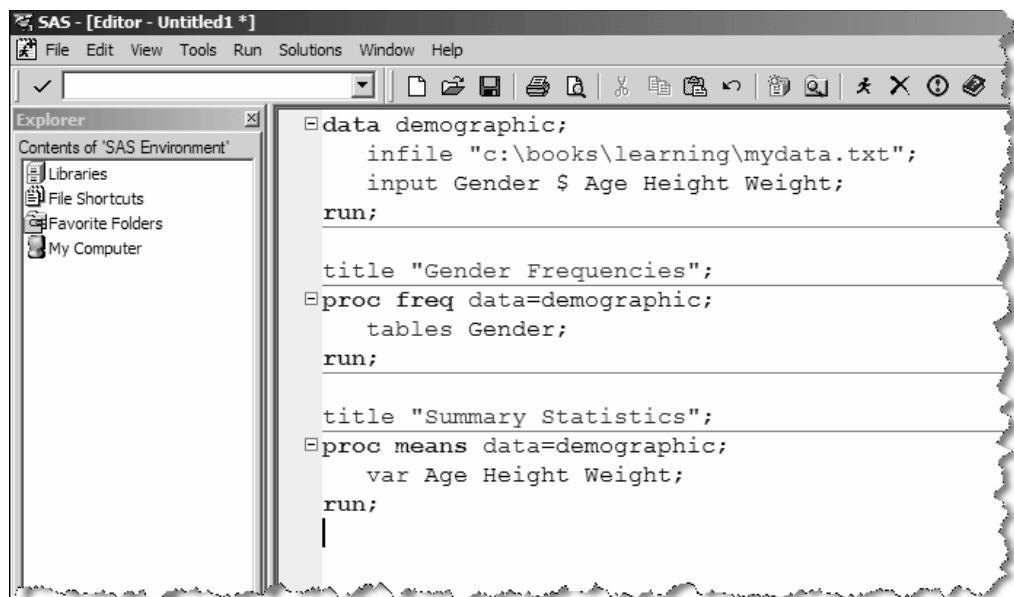 SAS - [Editor - Untitled1 *]
File Edit View Tools Run Solutions Window Help
Explorer
Contents of 'SAS Environment'
Libraries
File Shortcuts
Favorite Folders
My Computer
data demographic;
infile "c:\books\learning\mydata.txt";
input Gender $ Age Height Weight;
run;
title "Gender Frequencies";
proc freq data=demographic;
tables Gender;
run;
title "Summary Statistics";
proc means data=demographic;
var Age Height Weight;
run;